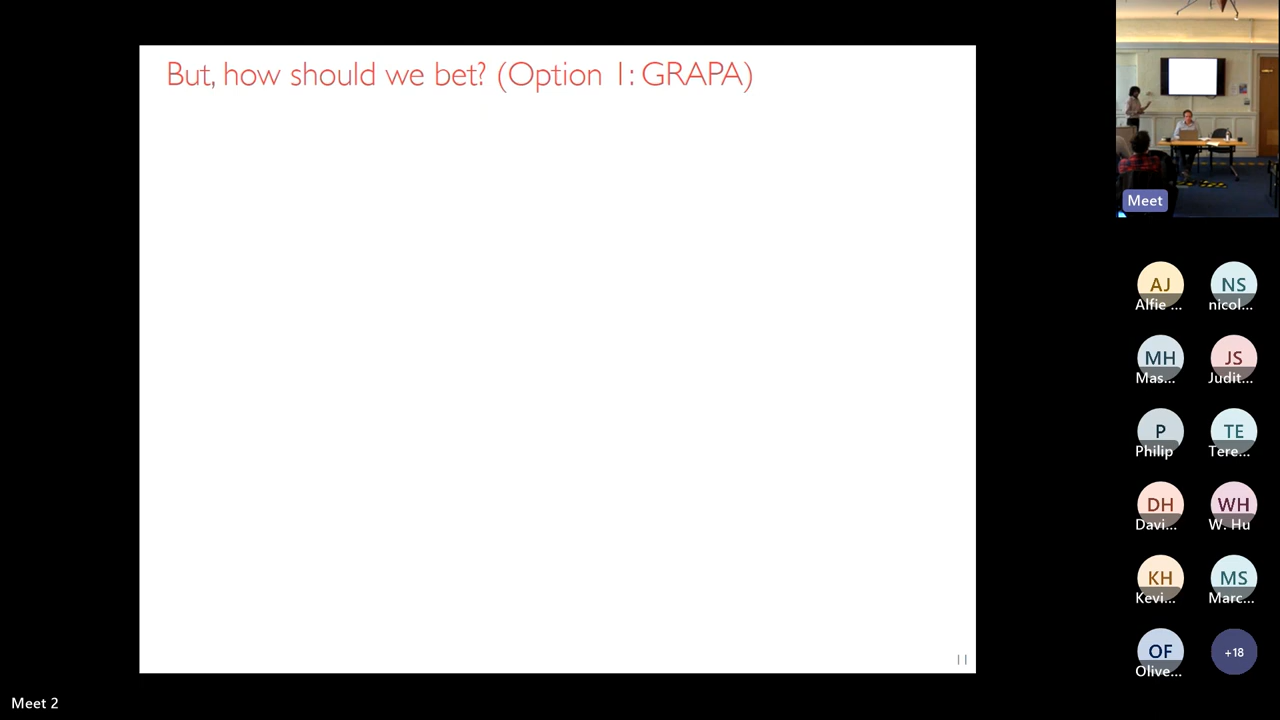 But, how should we bet? (Option 1: GRAPA)
11
Meet 2
Meet
AJ
Alfie ...
NS
nicol...
MH
Mas...
JS
Judit...
P
Philip
TE
Tere...
DH
Davi...
WH
W. Hu
KH
Kevi...
MS
Marc...
OF
Olive...
+18